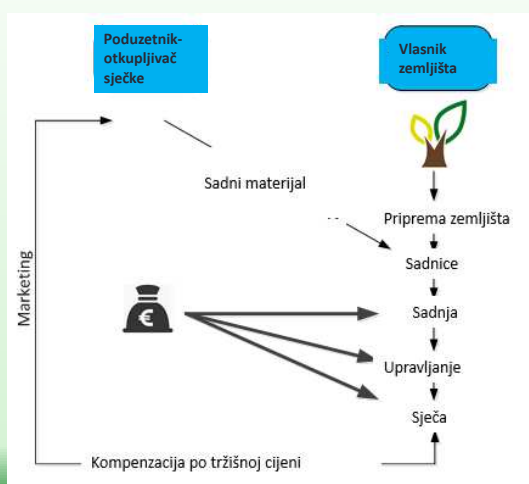 Poduzetnik-
otkupljivač
sječke
Vlasnik
zemljišta
Sadni materijal
Priprema zemljišta
Sadnice
Marketing
€
Sadnja
Upravljanje
Sječa
Kompenzacija po tržišnoj cijeni